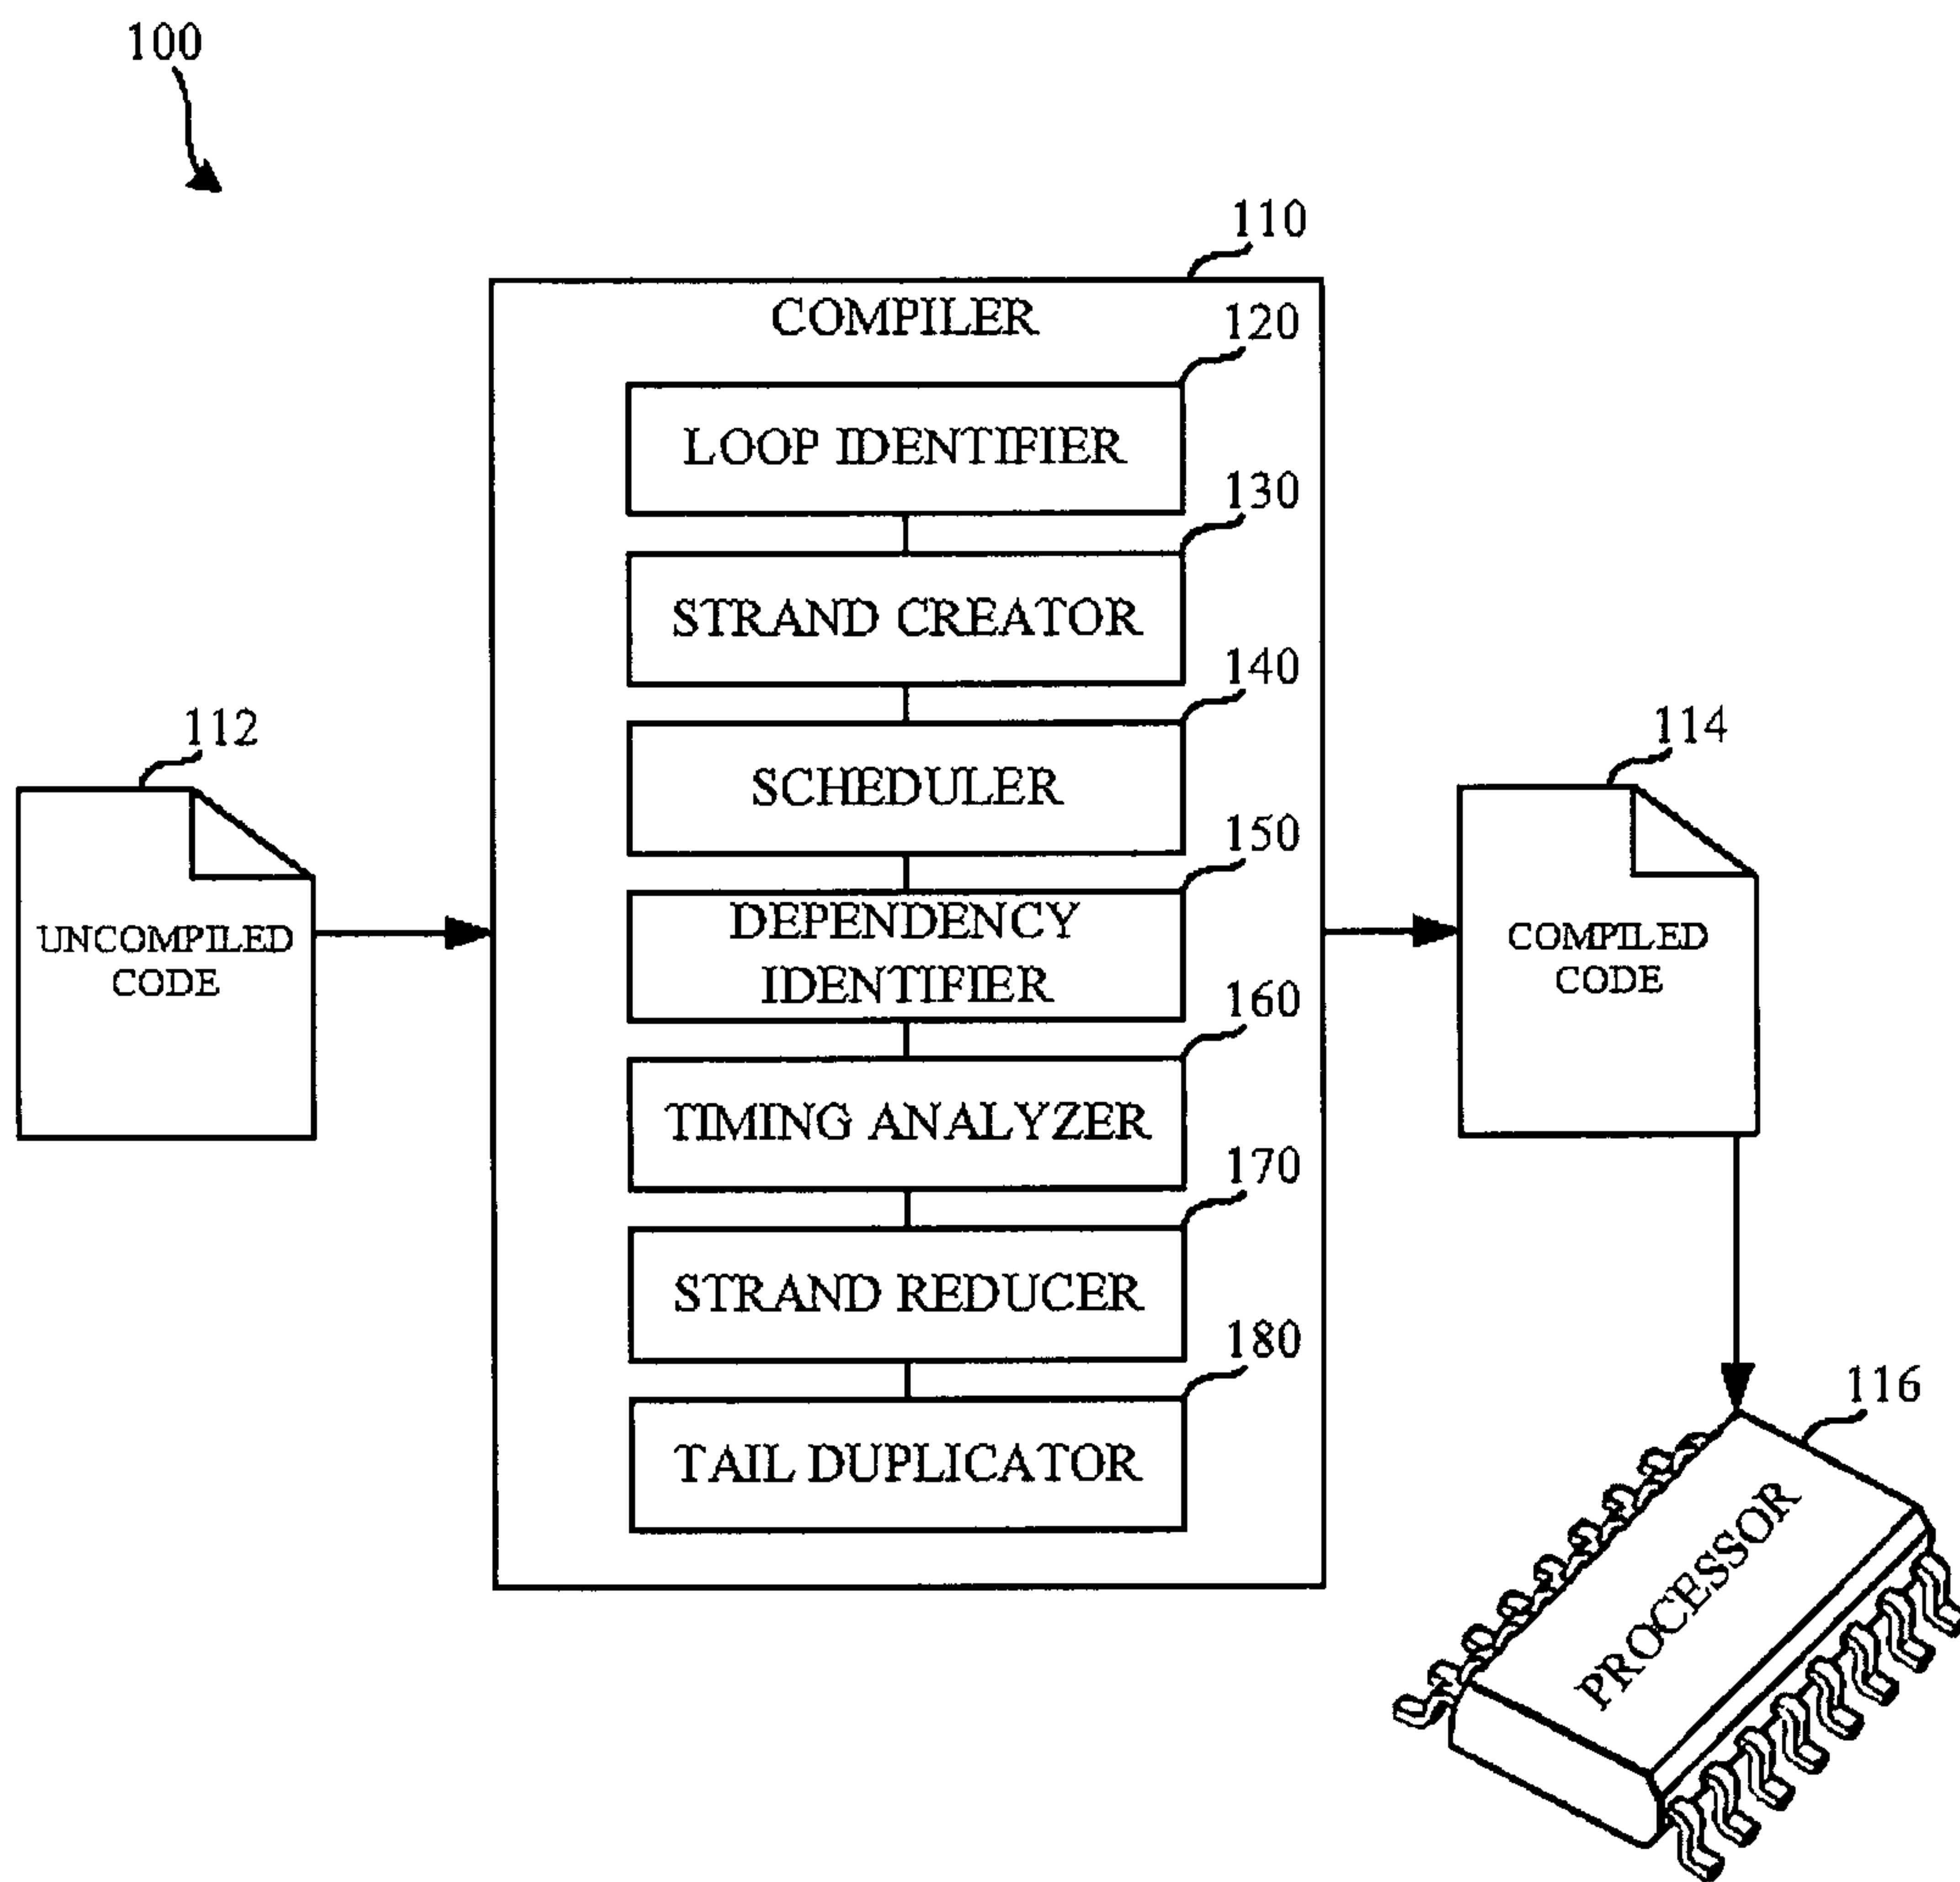 100
110
COMPILER
120
LOOP IDENTIFIER
130
STRAND CREATOR
140
SCHEDULER
150
DEPENDENCY
IDENTIFIER
160
TIMING ANALYZER
170
STRAND REDUCER
180
TAIL DUPLICATOR
112
UNCOMPILED
CODE
114
COMPILED
CODE
116
PROCESSOR